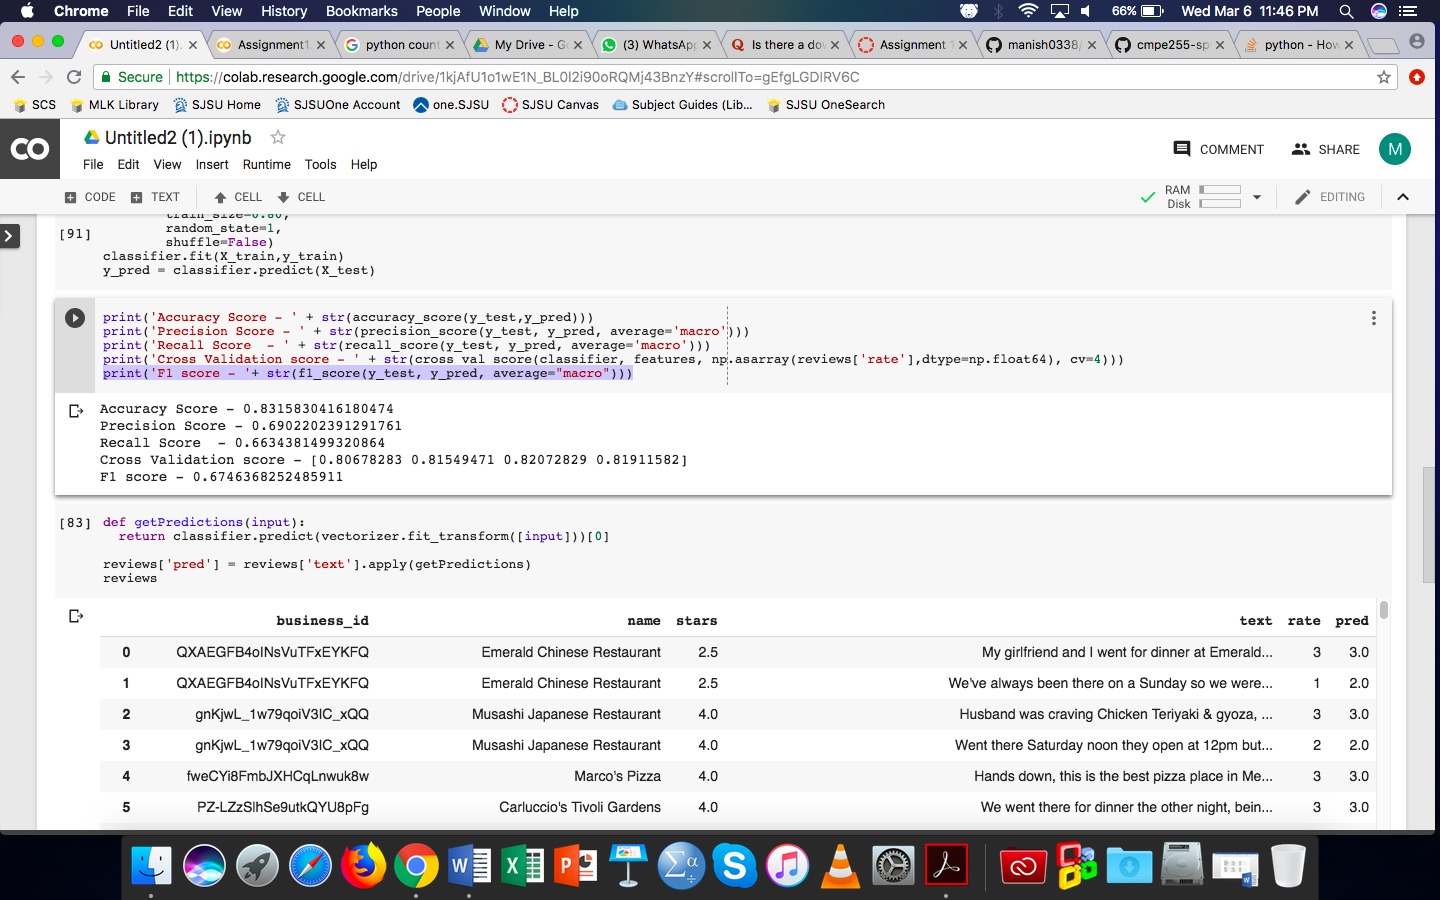 Chrome File Edit View History Bookmarks People Window Help 66% Wed Mar 6 11:46 PM
Untitled2 (1). Assignment1. python count My Drive - G (3) WhatsApp Q Is there a do Assignment manish0338/ cmpe255-sp python - How
Secure https://colab.research.google.com/drive/1kjAfU1o1wE1N_BL0I2i90oRQMj43BnzY#scrollTo=gEfgLGDIRV6C
SCS MLK Library SJSU Home SJSUOne Account one.SJSU SJSU Canvas Subject Guides (Lib... SJSU OneSearch
CO Untitled2 (1).ipynb
COMMENT SHARE M
File Edit View Insert Runtime Tools Help
CODE TEXT CELL CELL RAM Disk EDITING
train_size=0.80,
[91] random_state=1,
shuffle=False)
classifier.fit(X_train,y_train)
y_pred = classifier.predict(X_test)
print('Accuracy Score - ' + str(accuracy_score(y_test,y_pred)))
print('Precision Score - ' + str(precision_score(y_test, y_pred, average='macro')))
print('Recall Score  - ' + str(recall_score(y_test, y_pred, average='macro')))
print('Cross Validation score - ' + str(cross_val_score(classifier, features, np.asarray(reviews['rate'],dtype=np.float64), cv=4)))
print('F1 score - '+ str(f1_score(y_test, y_pred, average="macro")))
Accuracy Score - 0.8315830416180474
Precision Score - 0.6902202391291761
Recall Score  - 0.6634381499320864
Cross Validation score - [0.80678283 0.81549471 0.82072829 0.81911582]
F1 score - 0.6746368252485911
[83] def getPredictions(input):
return classifier.predict(vectorizer.fit_transform([input]))[0]
reviews['pred'] = reviews['text'].apply(getPredictions)
reviews
business_id name stars text rate pred
0 QXAEGFB4oINsVuTFxEYKFQ Emerald Chinese Restaurant 2.5 My girlfriend and I went for dinner at Emerald... 3 3.0
1 QXAEGFB4oINsVuTFxEYKFQ Emerald Chinese Restaurant 2.5 We've always been there on a Sunday so we were... 1 2.0
2 gnKjwL_1w79qoiV3IC_xQQ Musashi Japanese Restaurant 4.0 Husband was craving Chicken Teriyaki & gyoza, ... 3 3.0
3 gnKjwL_1w79qoiV3IC_xQQ Musashi Japanese Restaurant 4.0 Went there Saturday noon they open at 12pm but... 2 2.0
4 fweCYi8FmbJXHCqLnwuk8w Marco's Pizza 4.0 Hands down, this is the best pizza place in Me... 3 3.0
5 PZ-LZzSlhSe9utkQYU8pFg Carluccio's Tivoli Gardens 4.0 We went there for dinner the other night, bein... 3 3.0